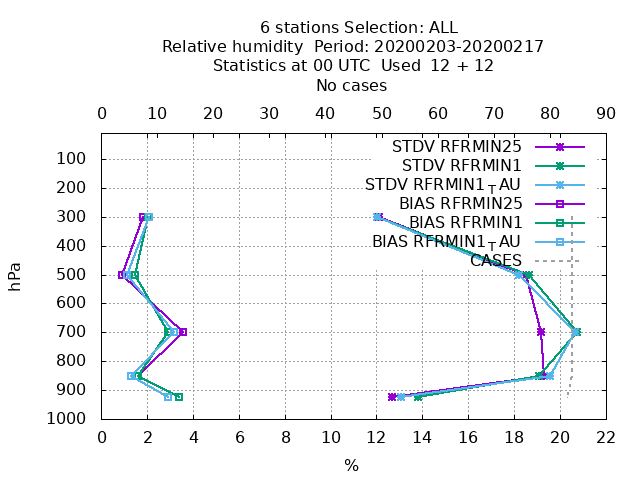 6 stations Selection: ALL
Relative humidity  Period: 20200203-20200217
Statistics at 00 UTC  Used  12 + 12
No cases
0 10 20 30 40 50 60 70 80 90
STDV RFRMIN25
STDV RFRMIN1
STDV RFRMIN1_TAU
BIAS RFRMIN25
BIAS RFRMIN1
BIAS RFRMIN1_TAU
CASES
100
200
300
400
500
600
700
800
900
1000
hPa
0 2 4 6 8 10 12 14 16 18 20 22
%